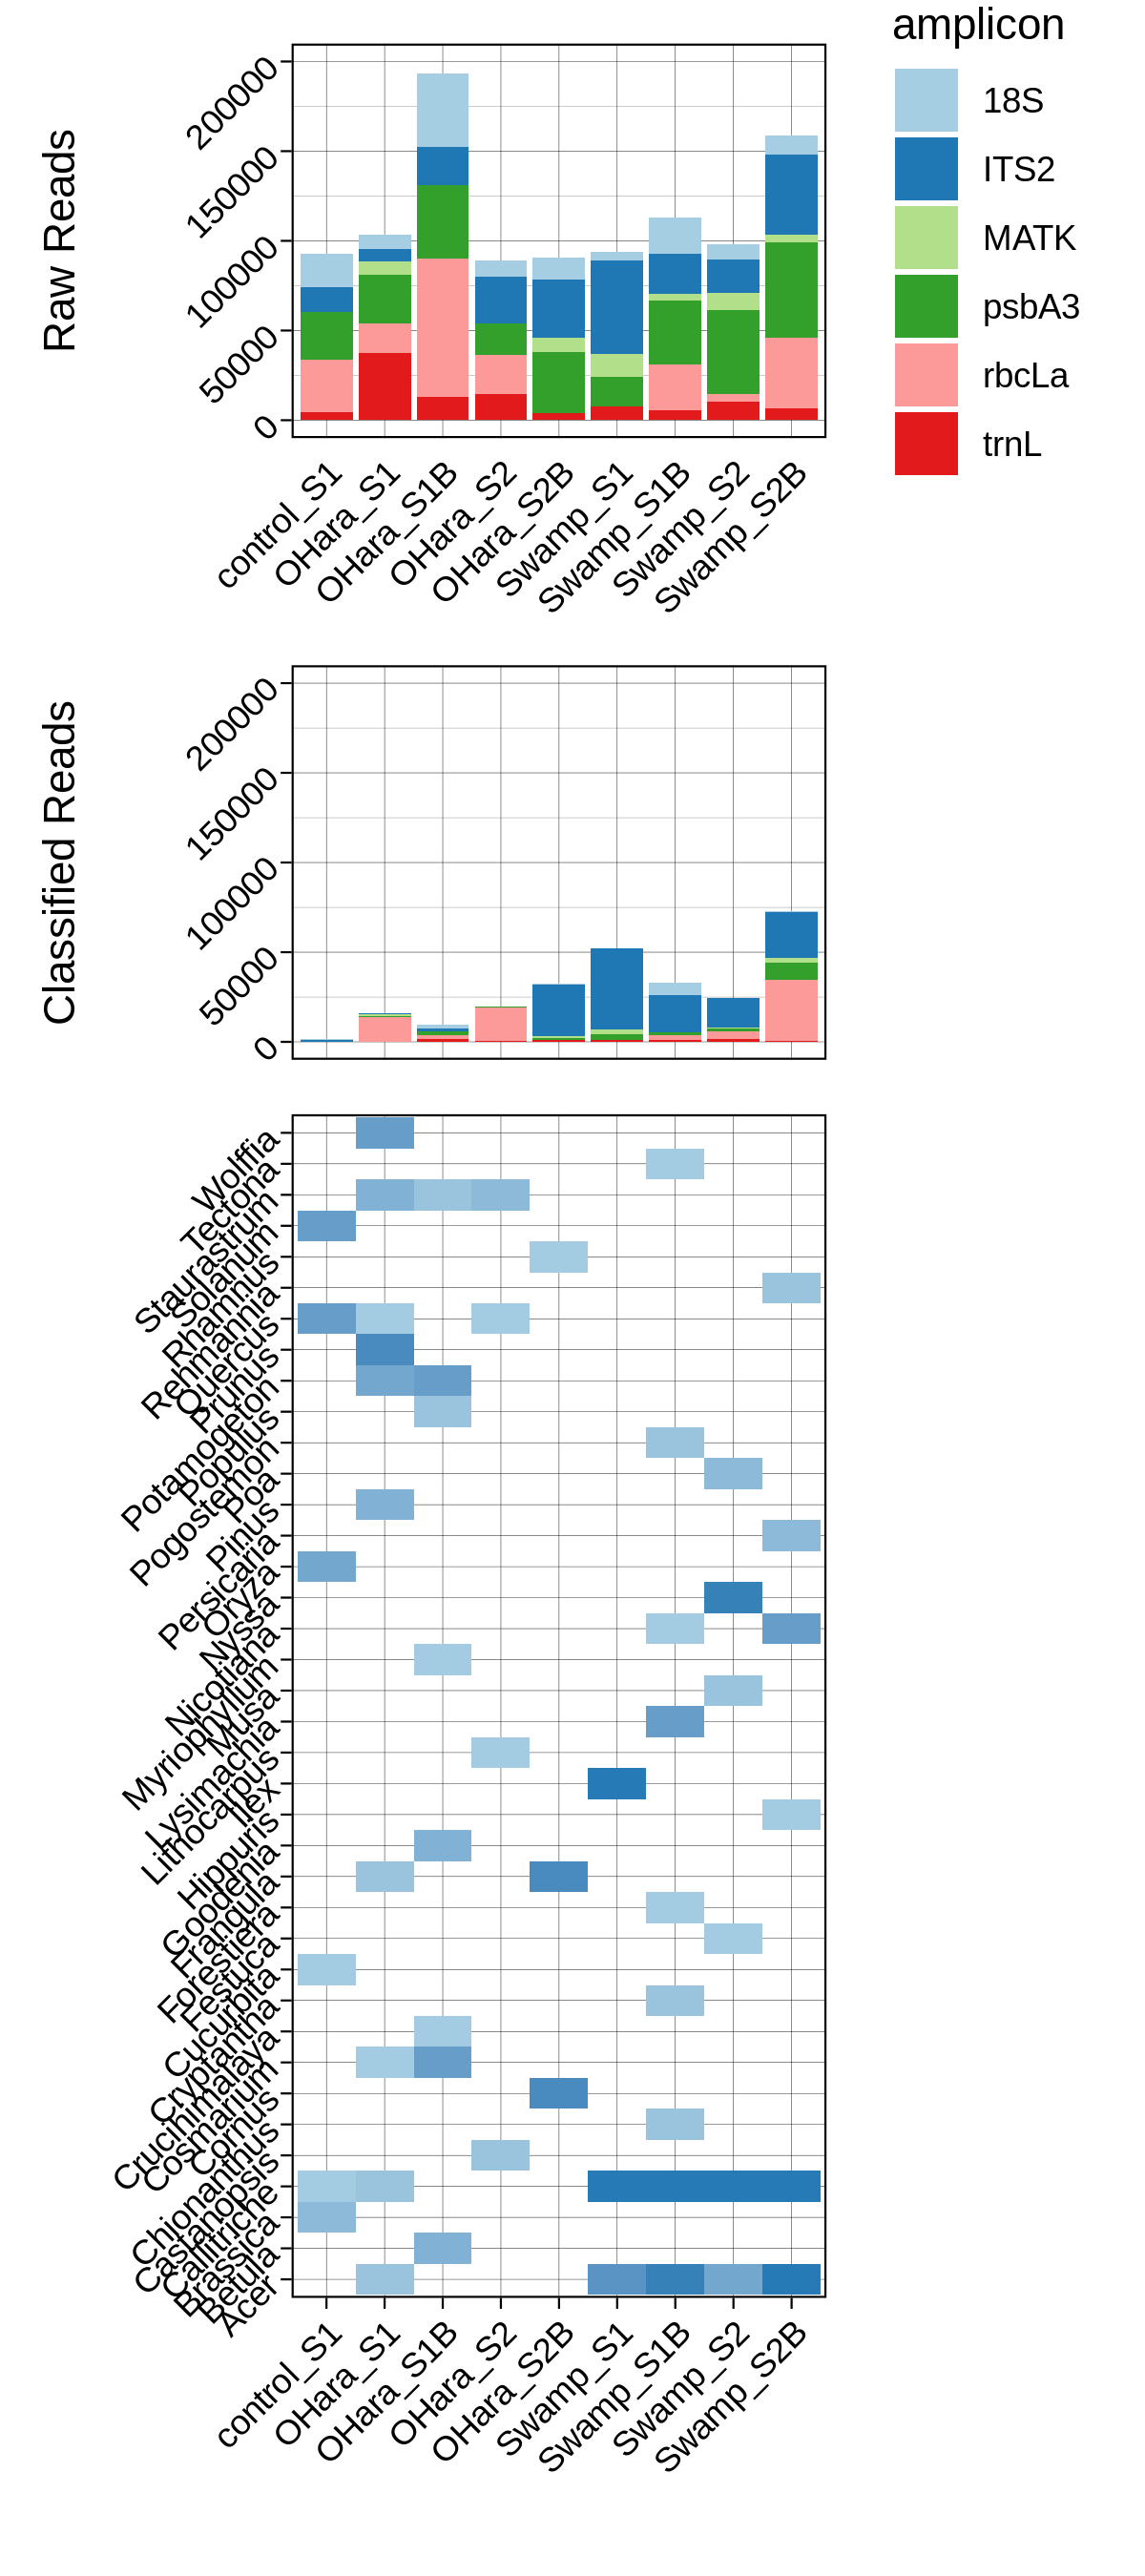 amplicon
18S
ITS2
MATK
psbA3
rbcLa
trnL
Raw Reads
200000
150000
100000
50000
0
control_S1
OHara_S1
OHara_S1B
OHara_S2
OHara_S2B
Swamp_S1
Swamp_S1B
Swamp_S2
Swamp_S2B
Classified Reads
200000
150000
100000
50000
0
Wolffia
Tectona
Staurastrum
Solanum
Rhamnus
Rehmannia
Quercus
Prunus
Potamogeton
Populus
Pogostemon
Poa
Pinus
Persicaria
Oryza
Nyssa
Nicotiana
Myriophyllum
Musa
Lysimachia
Lithocarpus
Ilex
Hippuris
Goodenia
Frangula
Forestiera
Festuca
Cucurbita
Cryptantha
Crucihimalaya
Cosmarium
Cornus
Chionanthus
Castanopsis
Callitriche
Brassica
Betula
Acer
control_S1
OHara_S1
OHara_S1B
OHara_S2
OHara_S2B
Swamp_S1
Swamp_S1B
Swamp_S2
Swamp_S2B